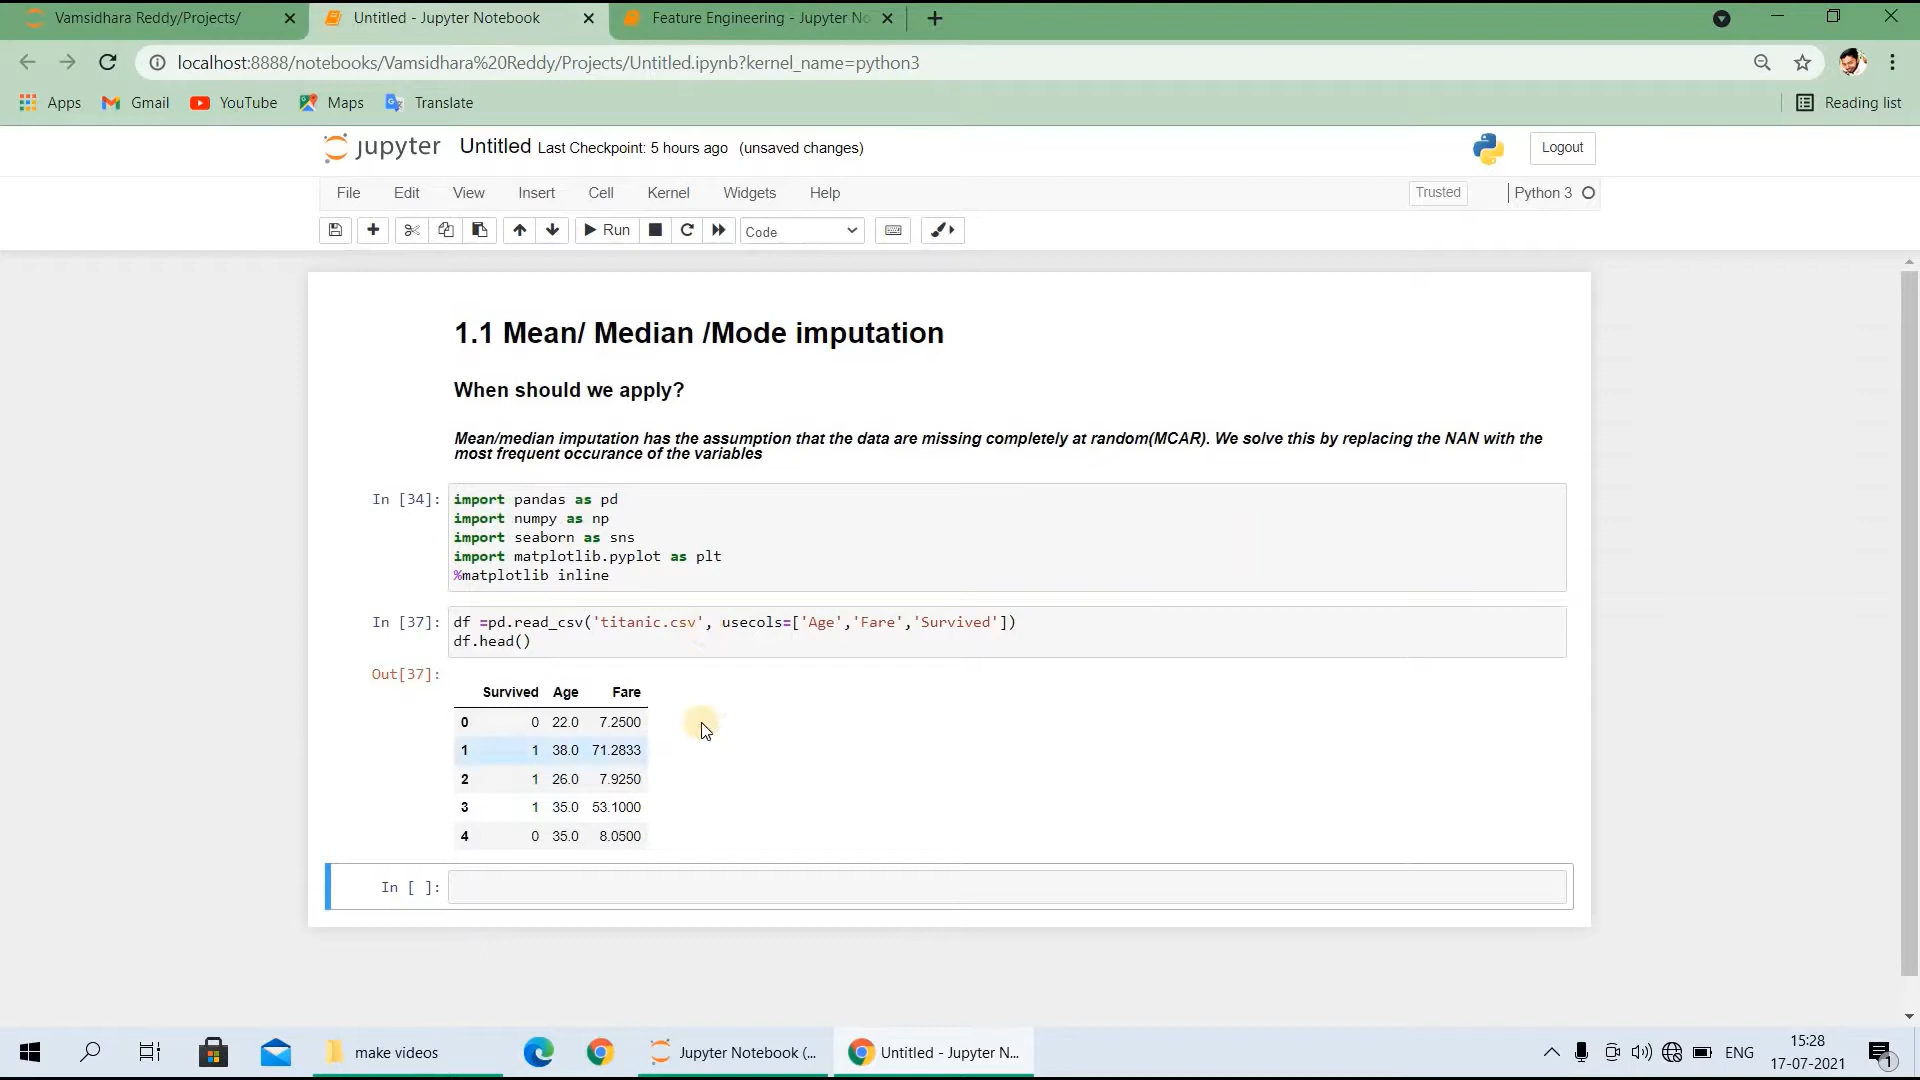 Vamsidhara Reddy/Projects/
Untitled - Jupyter Notebook
Feature Engineering - Jupyter No
localhost:8888/notebooks/Vamsidhara%20Reddy/Projects/Untitled.ipynb?kernel_name=python3
Apps Gmail YouTube Maps Translate Reading list
jupyter Untitled Last Checkpoint: 5 hours ago (unsaved changes) Logout
File Edit View Insert Cell Kernel Widgets Help Trusted Python 3
Run Code
1.1 Mean/ Median /Mode imputation
When should we apply?
Mean/median imputation has the assumption that the data are missing completely at random(MCAR). We solve this by replacing the NAN with the
most frequent occurance of the variables
In [34]: import pandas as pd
import numpy as np
import seaborn as sns
import matplotlib.pyplot as plt
%matplotlib inline
In [37]: df =pd.read_csv('titanic.csv', usecols=['Age','Fare','Survived'])
df.head()
Out[37]:
Survived Age Fare
0 0 22.0 7.2500
1 1 38.0 71.2833
2 1 26.0 7.9250
3 1 35.0 53.1000
4 0 35.0 8.0500
In [ ]:
make videos
Jupyter Notebook (...
Untitled - Jupyter N...
ENG
15:28
17-07-2021
1